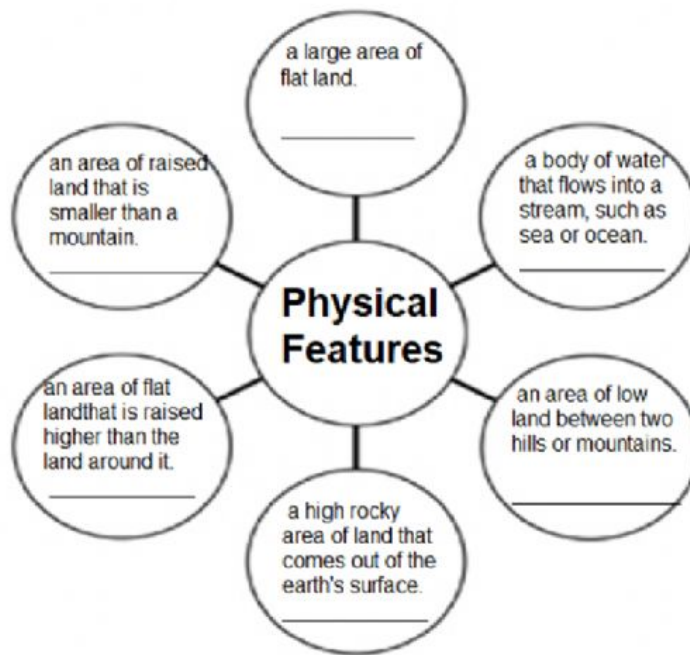 a large area of
flat land.
an area of raised
land that is
smaller than a
mountain.
a body of water
that flows into a
stream, such as
sea or ocean.
Physical
Features
an area of flat
landthat is raised
higher than the
land around it.
an area of low
land between two
hills or mountains.
a high rocky
area of land that
comes out of the
earth's surface.